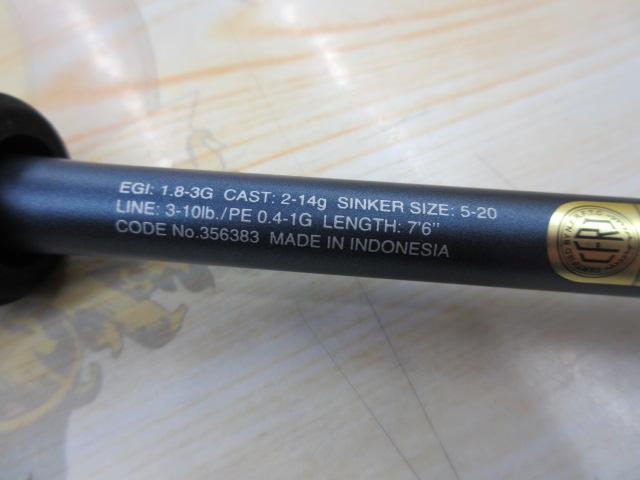 EGI: 1.8-3G CAST: 2-14g SINKER SIZE: 5-20
LINE: 3-10lb./PE 0.4-1G LENGTH: 7'6"
CODE No.356383 MADE IN INDONESIA